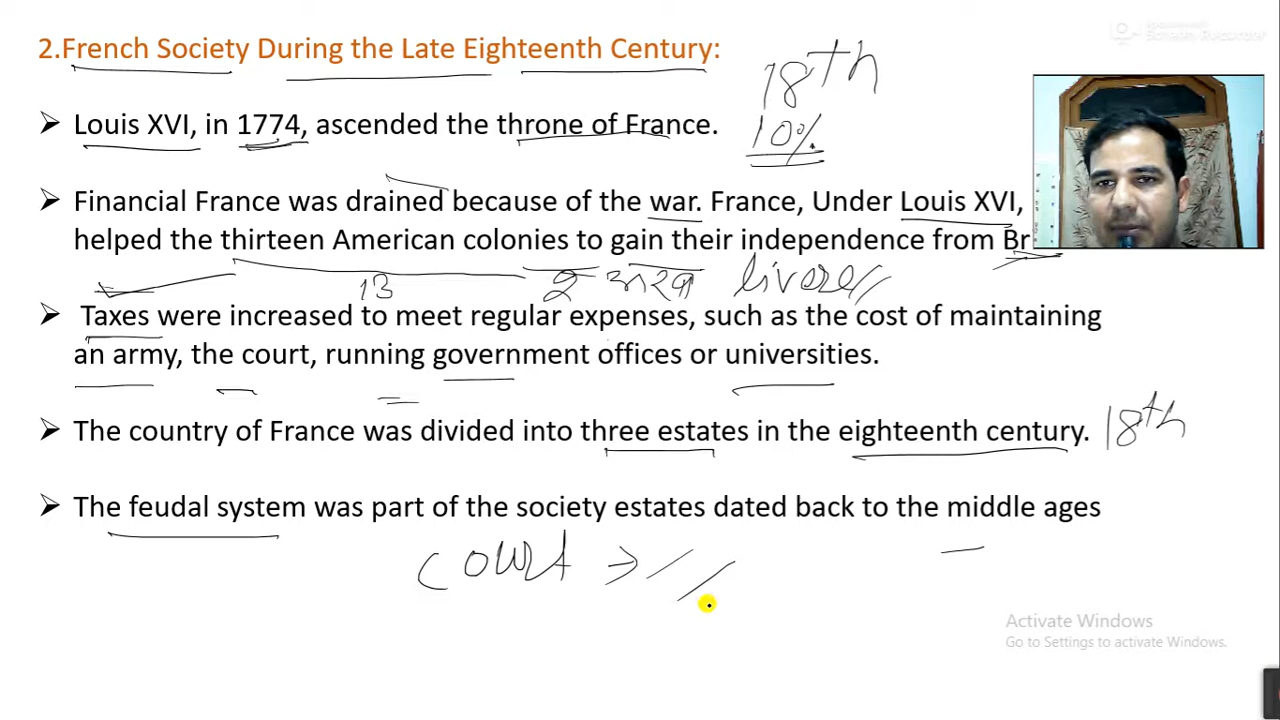 2.French Society During the Late Eighteenth Century:
18th
➢ Louis XVI, in 1774, ascended the throne of France.
10%
➢ Financial France was drained because of the war. France, Under Louis XVI,
helped the thirteen American colonies to gain their independence from Br
13 2 अरब livres
➢ Taxes were increased to meet regular expenses, such as the cost of maintaining
an army, the court, running government offices or universities.
➢ The country of France was divided into three estates in the eighteenth century. 18th
➢ The feudal system was part of the society estates dated back to the middle ages
court →
Activate Windows
Go to Settings to activate Windows.